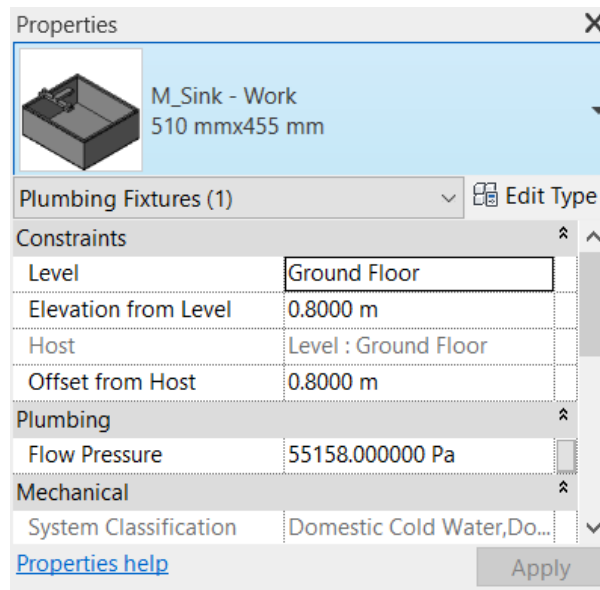 Properties
M_Sink - Work
510 mmx455 mm
Plumbing Fixtures (1)
Edit Type
Constraints
Level Ground Floor
Elevation from Level 0.8000 m
Host Level : Ground Floor
Offset from Host 0.8000 m
Plumbing
Flow Pressure 55158.000000 Pa
Mechanical
System Classification Domestic Cold Water,Do...
Properties help
Apply